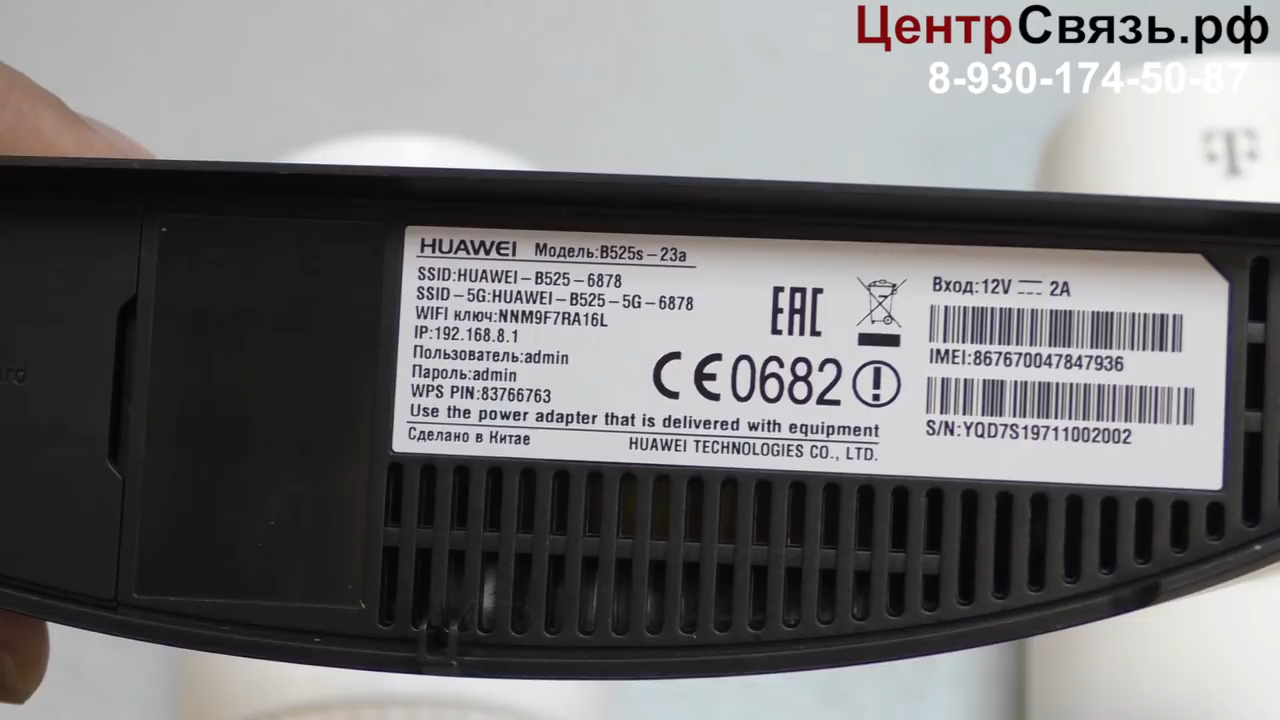 ЦентрСвязь.рф
8-930-174-50-87
HUAWEI Модель:B525s-23a
SSID:HUAWEI-B525-6878
SSID-5G:HUAWEI-B525-5G-6878
WIFI ключ:NNM9F7RA16L
IP:192.168.8.1
Пользователь:admin
Пароль:admin
WPS PIN:83766763
Use the power adapter that is delivered with equipment
Сделано в Китае
HUAWEI TECHNOLOGIES CO., LTD.
EAC
CE0682
Вход:12V 2A
IMEI:867670047847936
S/N:YQD7S19711002002
T